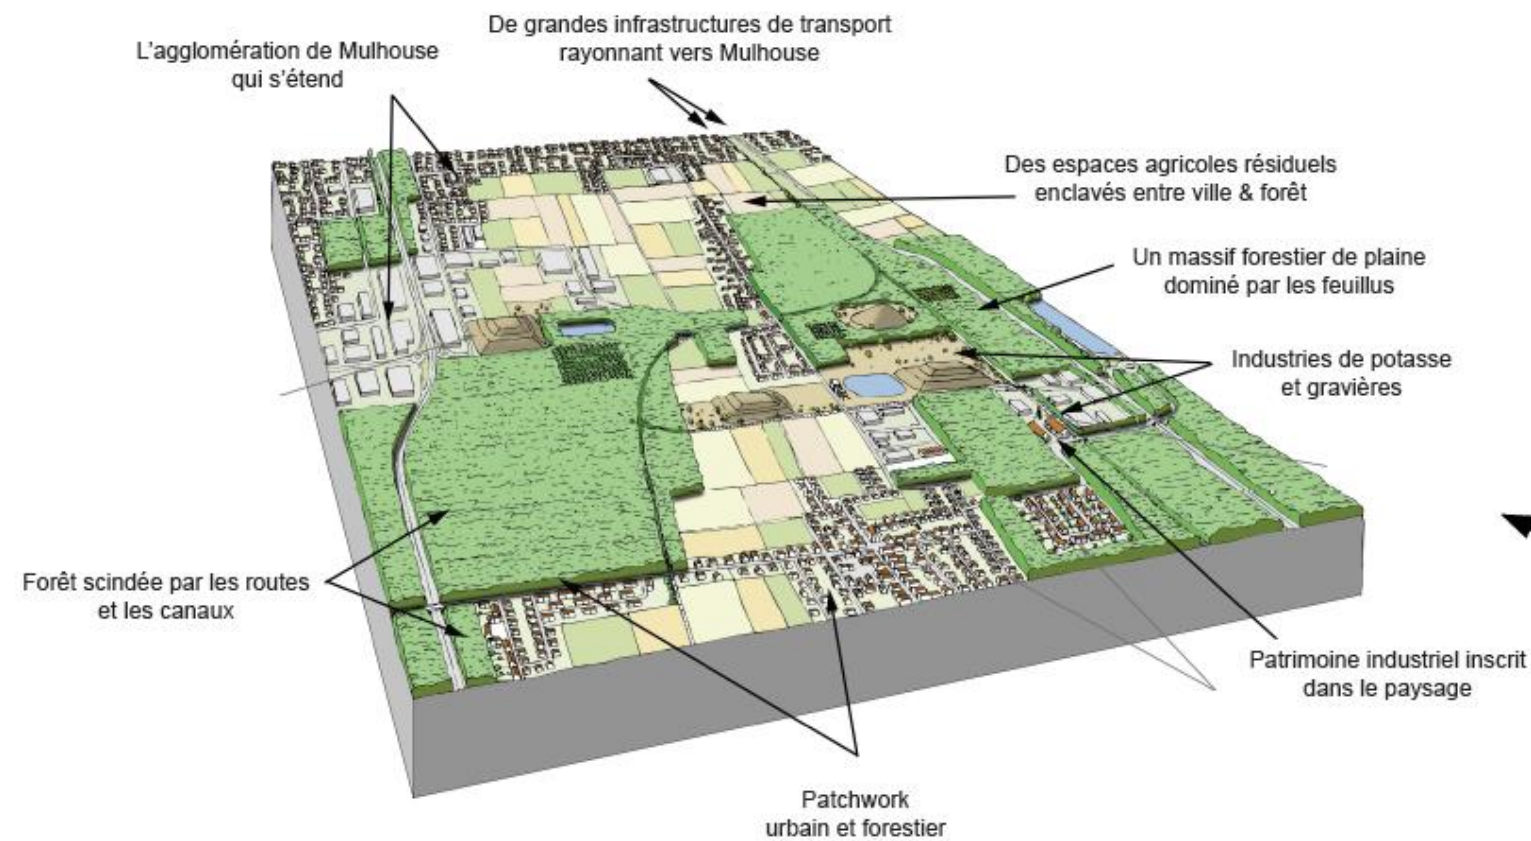 De grandes infrastructures de transport
rayonnant vers Mulhouse
L'agglomération de Mulhouse
qui s'étend
Des espaces agricoles résiduels
enclavés entre ville & forêt
Un massif forestier de plaine
dominé par les feuillus
Industries de potasse
et gravières
Forêt scindée par les routes
et les canaux
Patrimoine industriel inscrit
dans le paysage
Patchwork
urbain et forestier